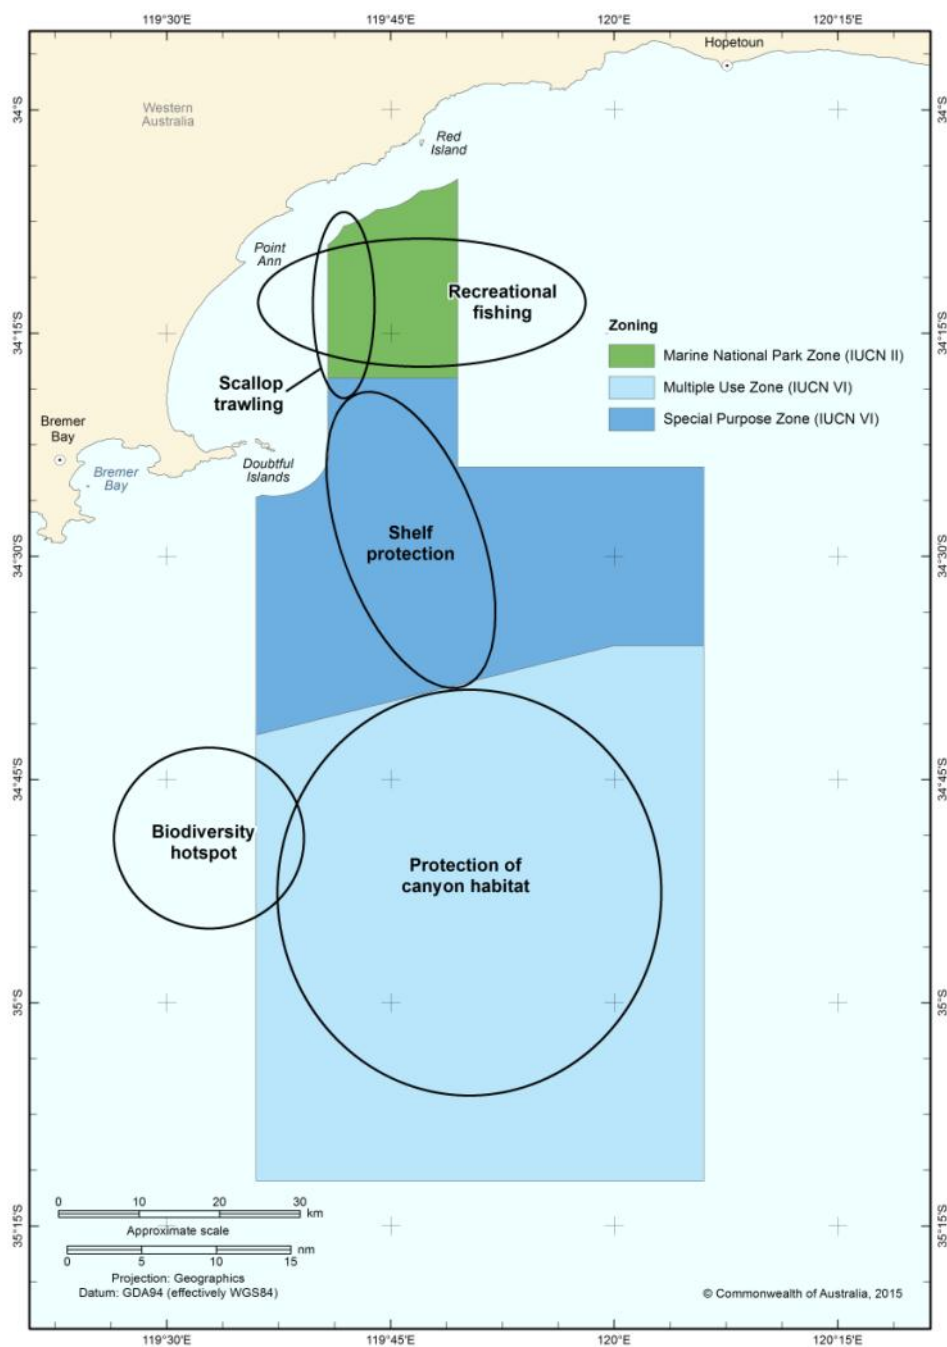 119°30'E
119°45'E
120°E
120°15'E
Hopetoun
34°S
34°S
Western
Australia
Red
Island
Point
Ann
Recreational
fishing
34°15'S
34°15'S
Zoning
Marine National Park Zone (IUCN II)
Multiple Use Zone (IUCN VI)
Special Purpose Zone (IUCN VI)
Scallop
trawling
Bremer
Bay
Bremer
Bay
Doubtful
Islands
Shelf
protection
34°30'S
34°30'S
34°45'S
34°45'S
Biodiversity
hotspot
Protection of
canyon habitat
35°S
35°S
0 10 20 30 km
Approximate scale
0 5 10 15 nm
35°15'S
35°15'S
Projection: Geographics
Datum: GDA94 (effectively WGS84)
© Commonwealth of Australia, 2015
119°30'E
119°45'E
120°E
120°15'E